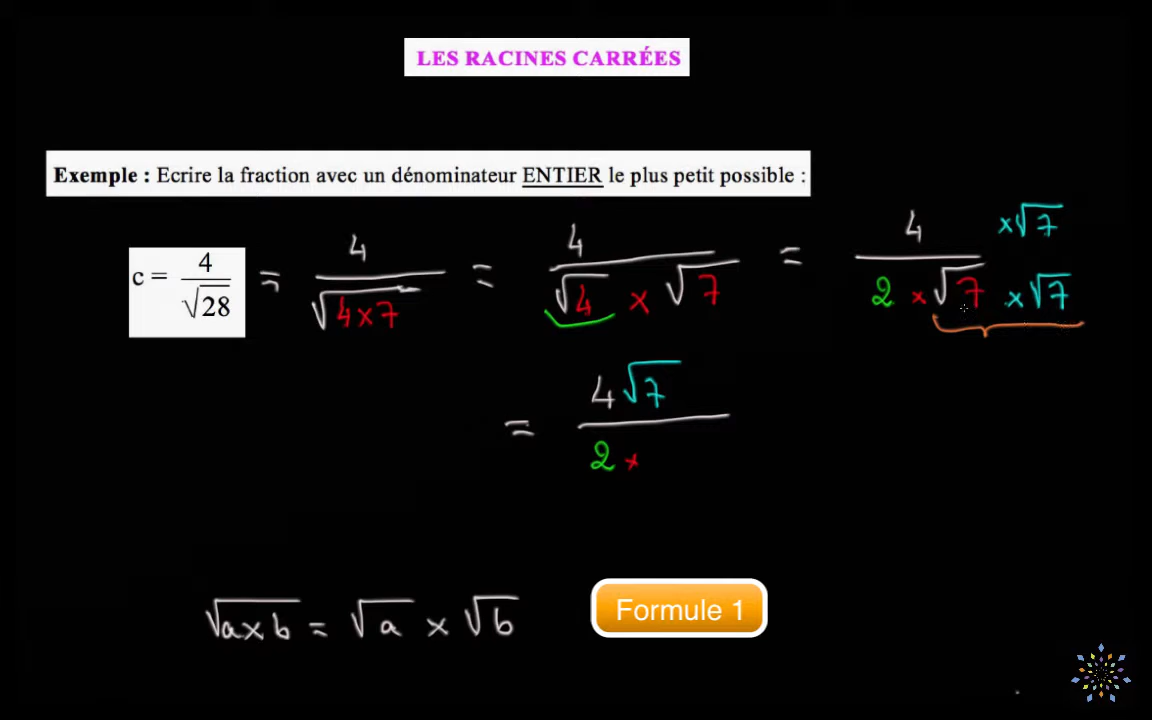 LES RACINES CARRÉES
Exemple : Ecrire la fraction avec un dénominateur ENTIER le plus petit possible :
c = 4/√28 = 4/√(4×7) = 4/(√4 × √7) = (4 ×√7)/(2 × √7 ×√7)
= 4√7/(2 ×
√(a×b) = √a × √b
Formule 1